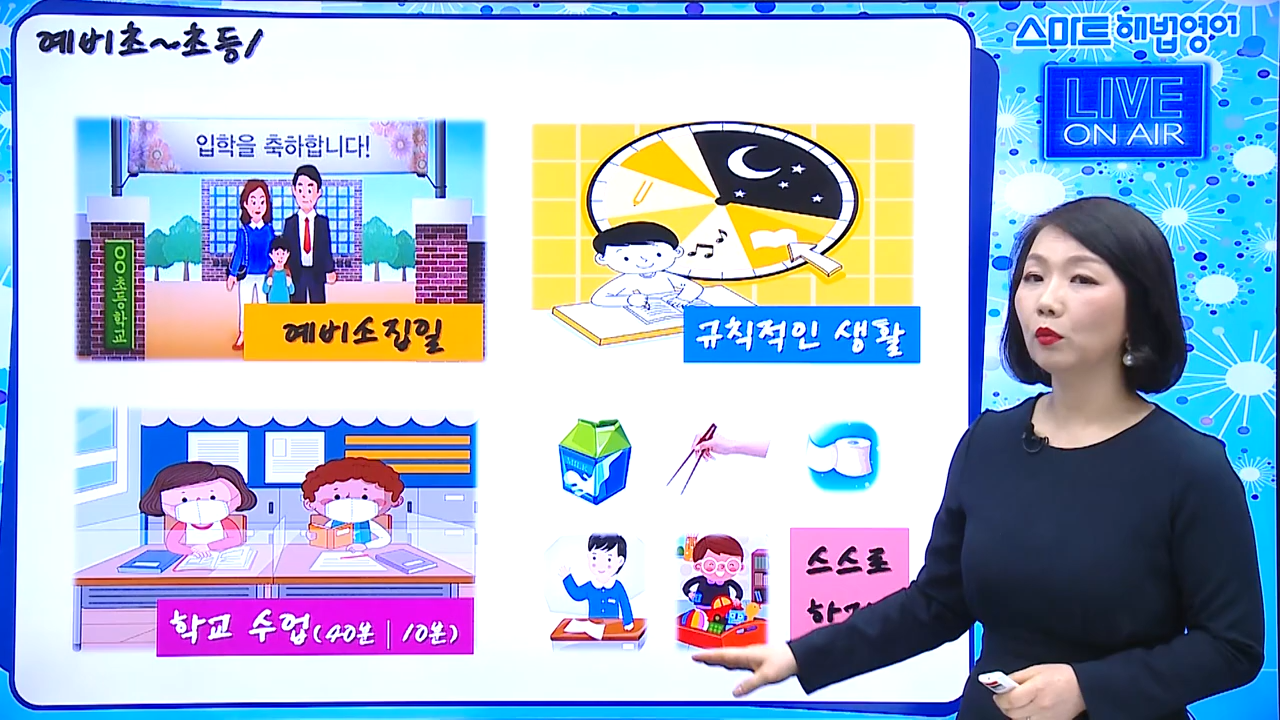 예비초~초등1
스마트해법영어
LIVE
ON AIR
입학을 축하합니다!
OO초등학교
예비소집일
규칙적인 생활
MILK
학교 수업(40분 | 10분)
스스로